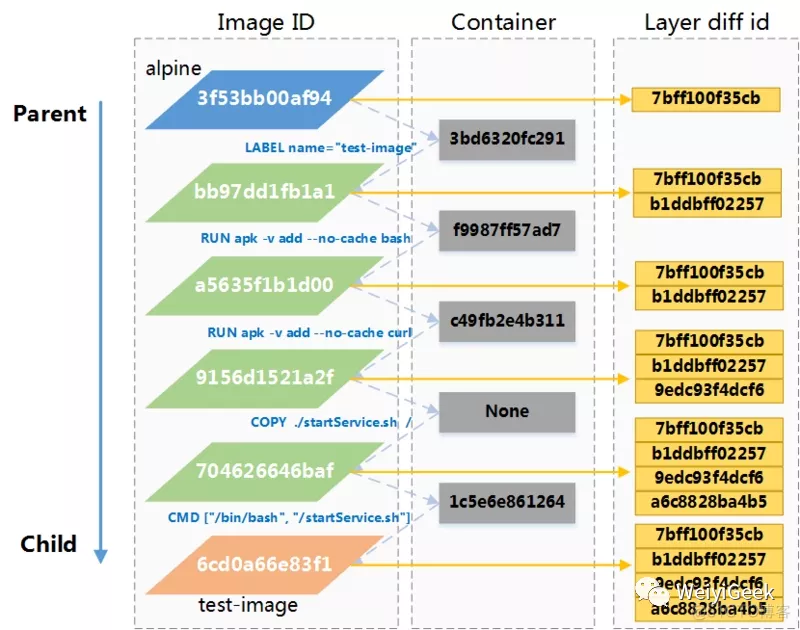 Image ID
Container
Layer diff id
alpine
Parent
3f53bb00af94
7bff100f35cb
3bd6320fc291
LABEL name="test-image"
bb97dd1fb1a1
7bff100f35cb
b1ddbff02257
f9987ff57ad7
RUN apk -v add --no-cache bash
a5635f1b1d00
7bff100f35cb
b1ddbff02257
c49fb2e4b311
RUN apk -v add --no-cache curl
9156d1521a2f
7bff100f35cb
b1ddbff02257
9edc93f4dcf6
None
COPY ./startService.sh /
704626646baf
7bff100f35cb
b1ddbff02257
9edc93f4dcf6
a6c8828ba4b5
1c5e6e861264
CMD ["/bin/bash", "/startService.sh"]
Child
6cd0a66e83f1
7bff100f35cb
b1ddbff02257
9edc93f4dcf6
a6c8828ba4b5
test-image
WeiyiGeek